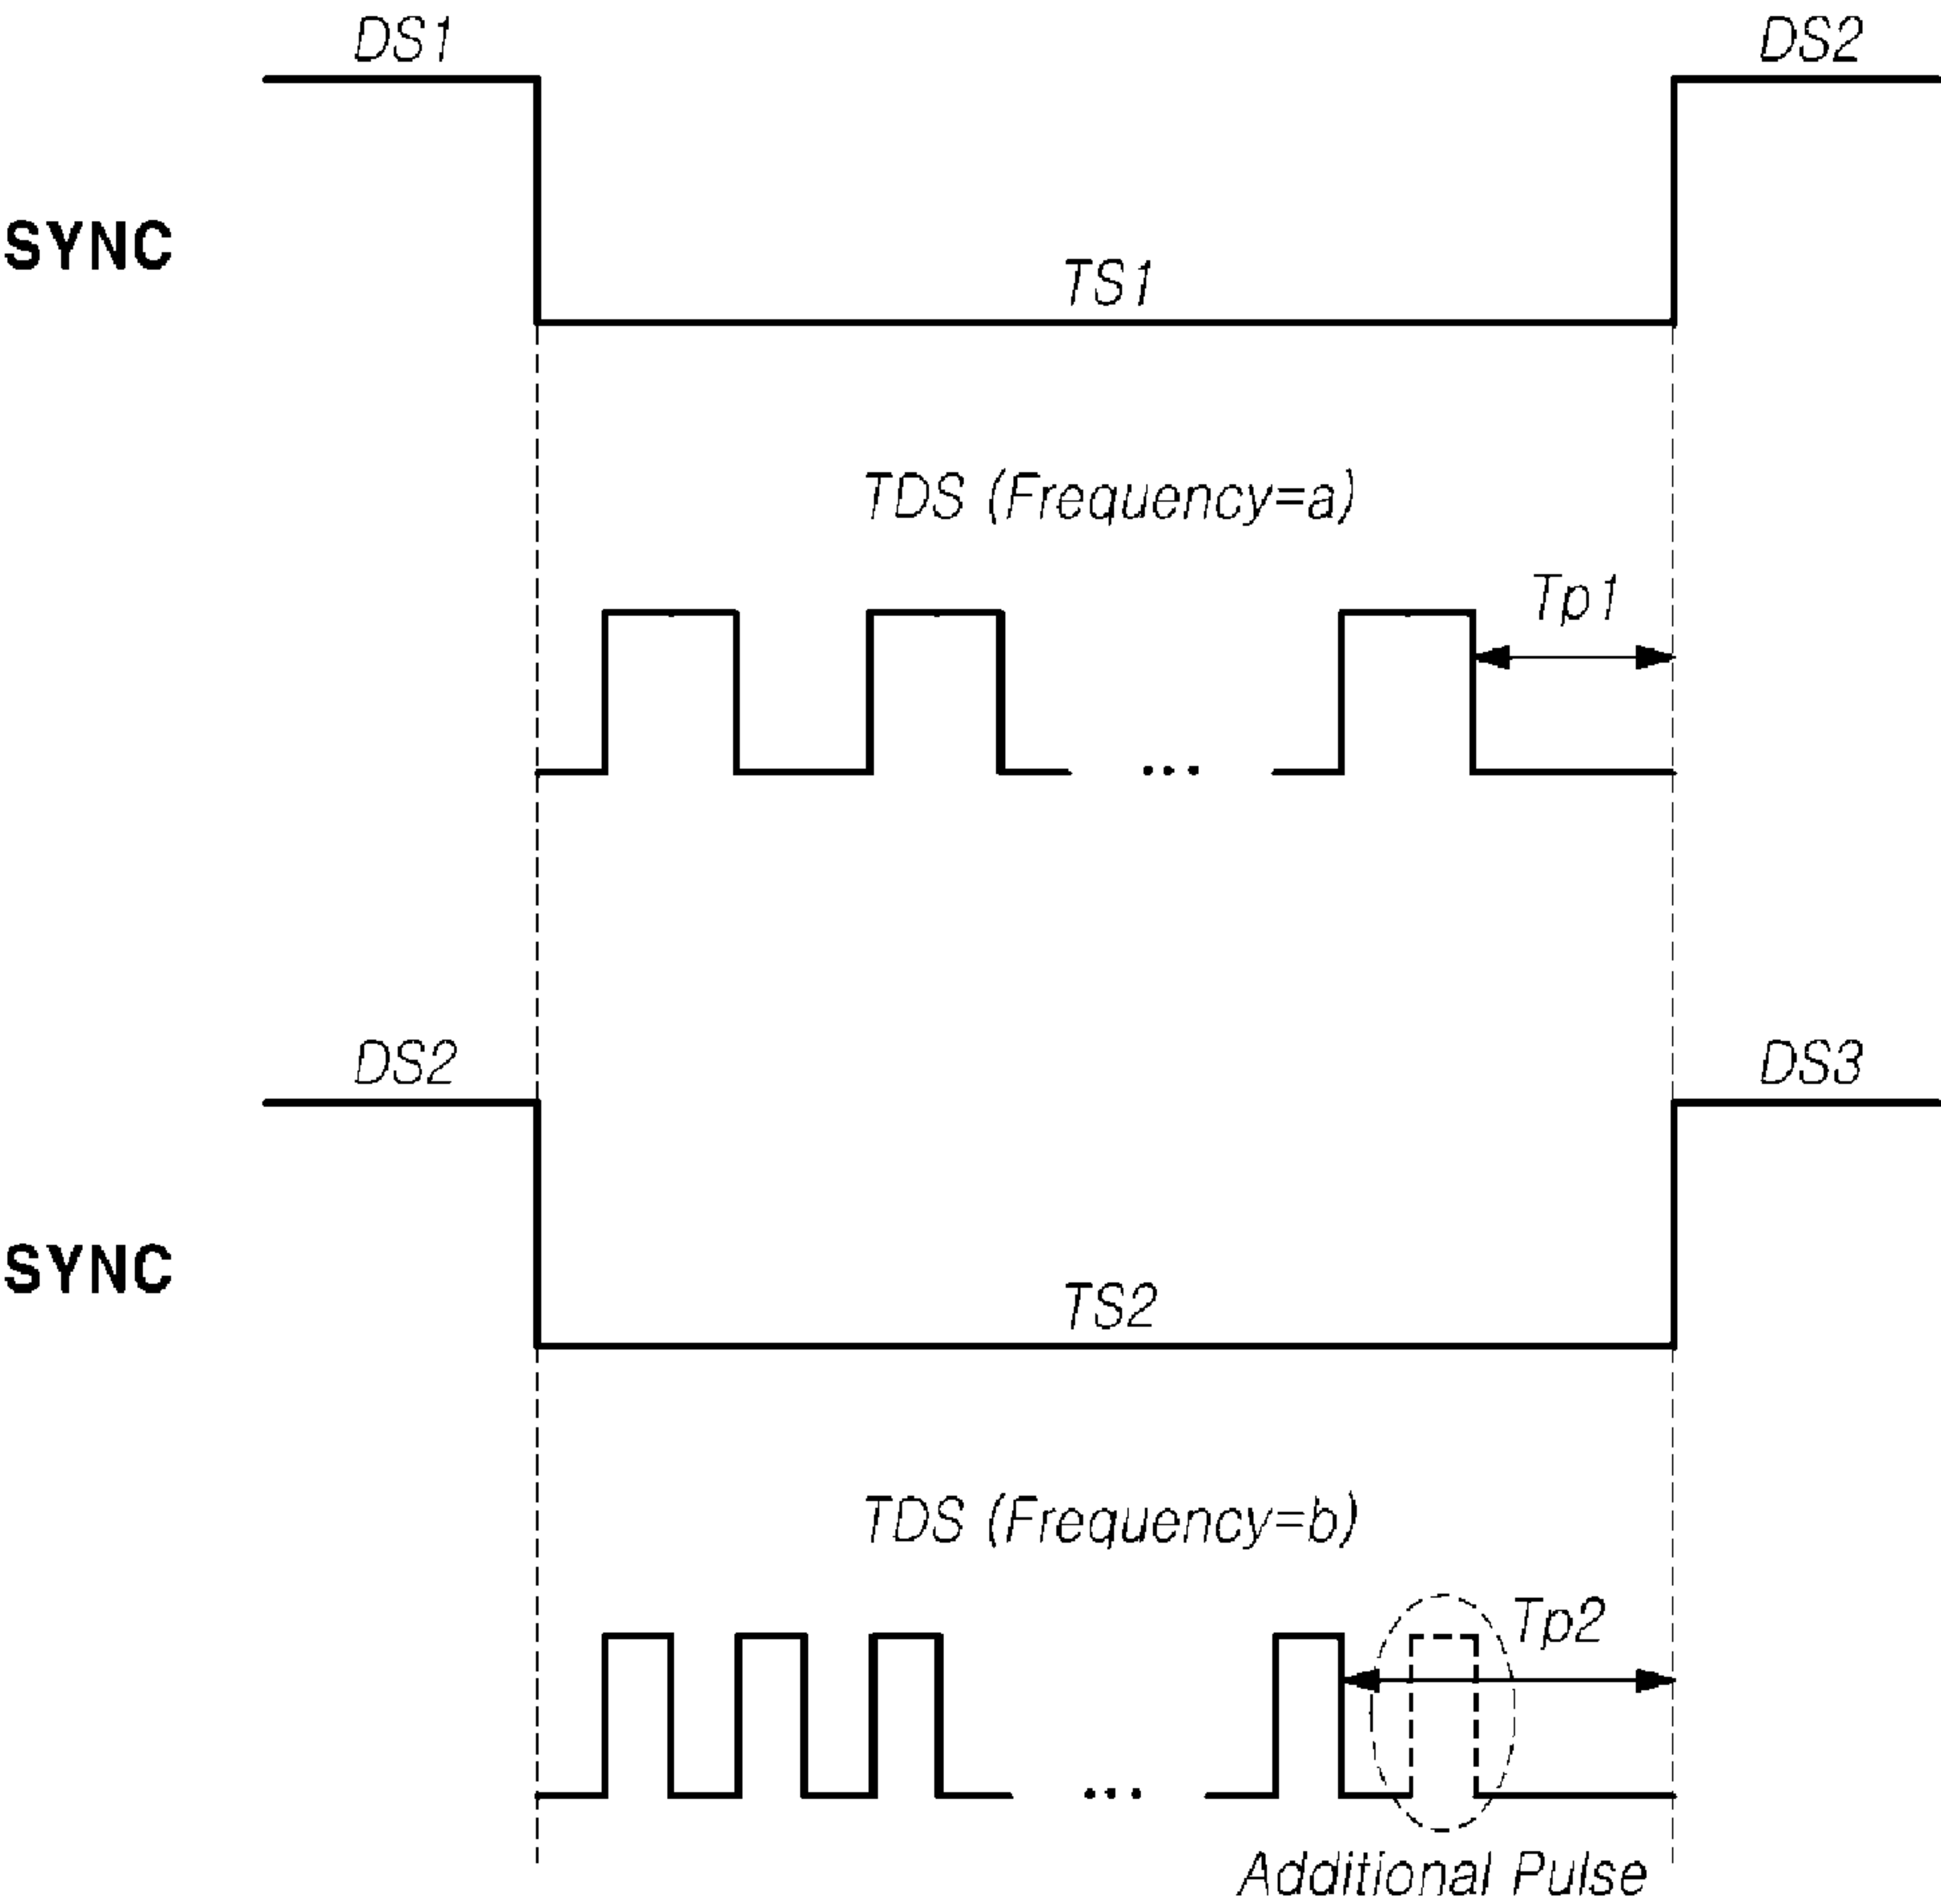 DS1
DS2
SYNC
TS1
TDS (Frequency=a)
Tp1
...
DS2
DS3
SYNC
TS2
TDS (Frequency=b)
Tp2
...
Additional Pulse